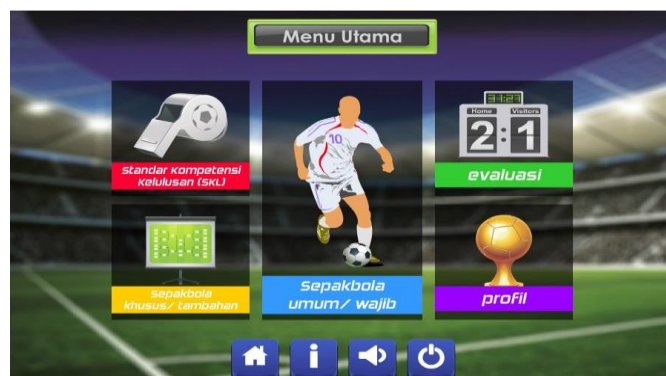 Menu Utama
Standar Kompetensi
Kelulusan (SKL)
Sepakbola
khusus/ tambahan
10
Sepakbola
umum/ wajib
Home Visitors
2:1
evaluasi
profil